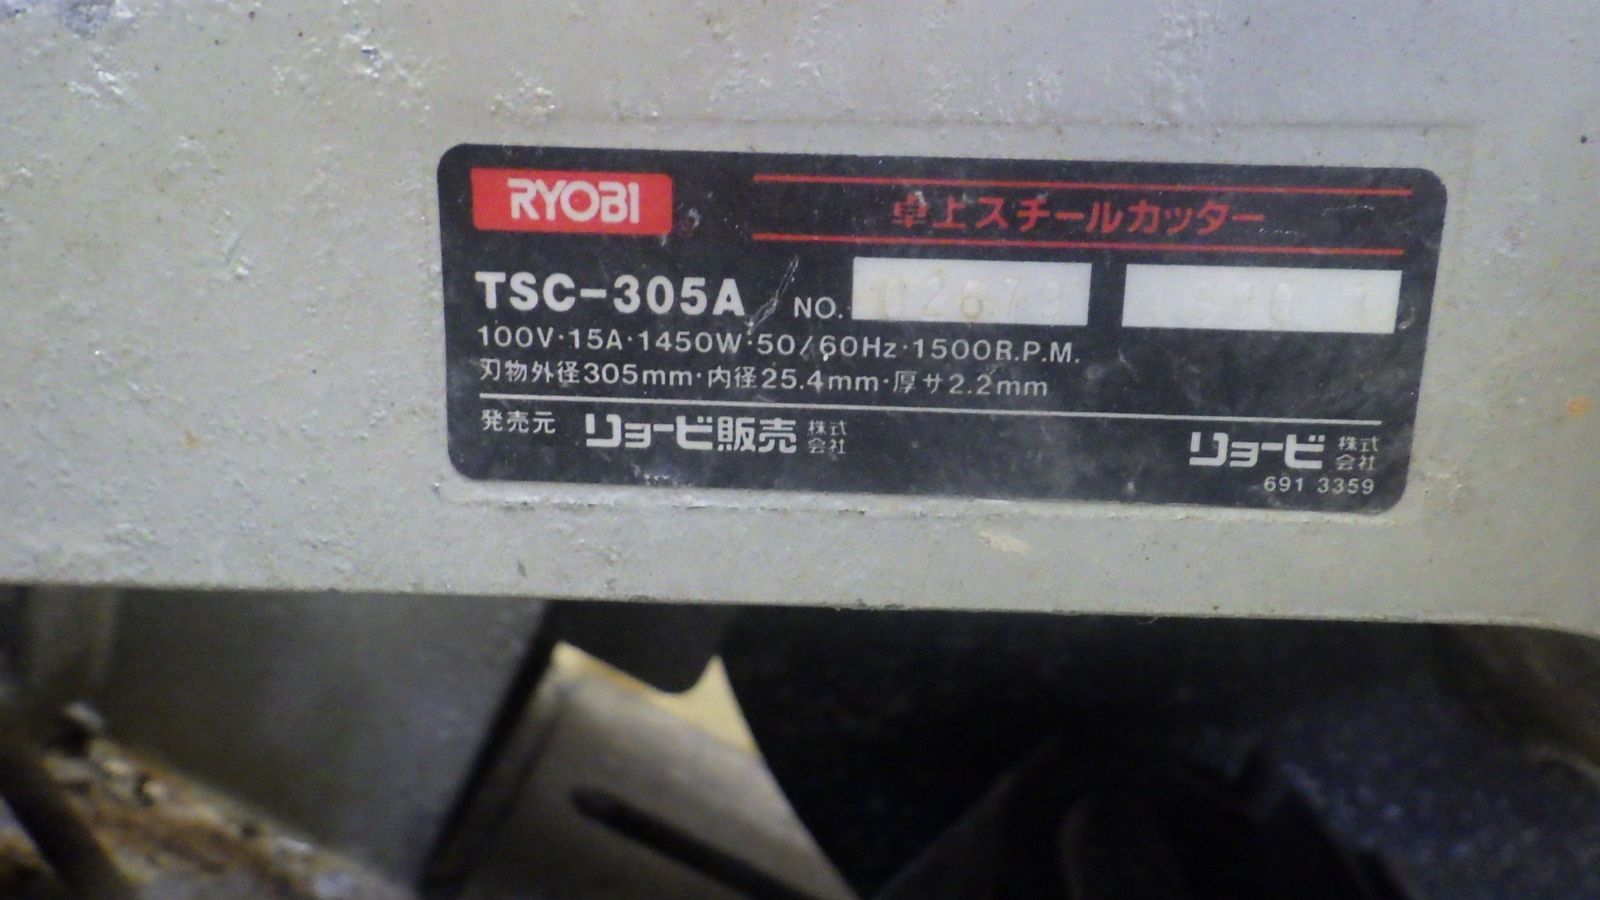 RYOBI
卓上スチールカッター
TSC-305A NO. 02679
100V·15A·1450W·50/60Hz·1500R.P.M.
刃物外径305mm·内径25.4mm·厚サ2.2mm
発売元 リョービ販売株式会社
リョービ株式会社
691 3359